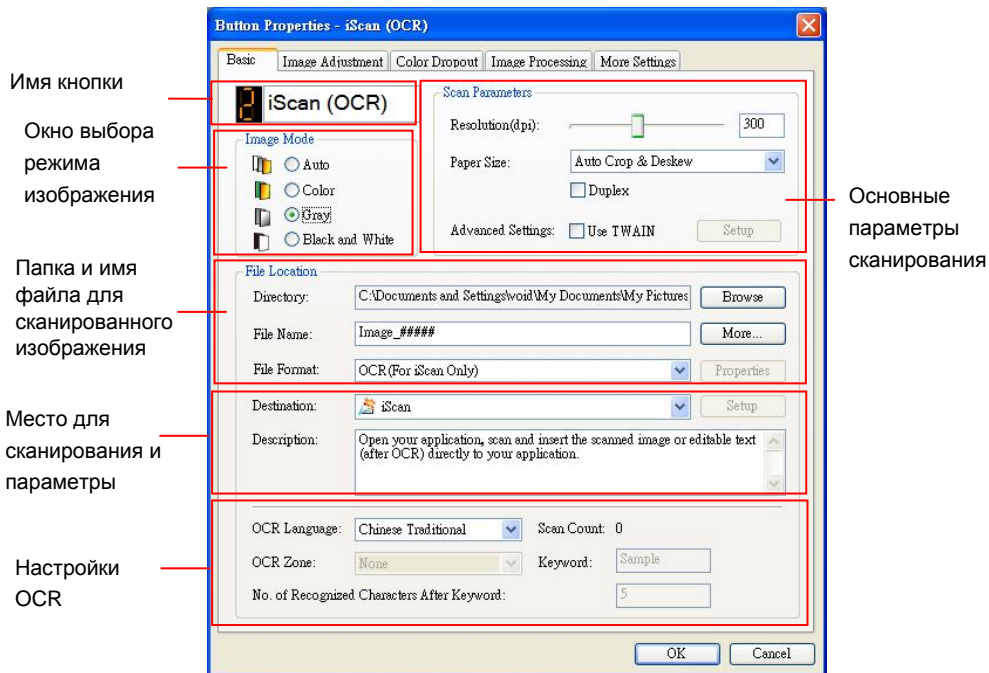 Button Properties - iScan (OCR)
Basic
Image Adjustment
Color Dropout
Image Processing
More Settings
Имя кнопки
2
iScan (OCR)
Окно выбора
режима
изображения
Image Mode
Auto
Color
Gray
Black and White
Scan Parameters
Resolution(dpi):
300
Paper Size:
Auto Crop & Deskew
Duplex
Advanced Settings:
Use TWAIN
Setup
Основные
параметры
сканирования
Папка и имя
файла для
сканированного
изображения
File Location
Directory:
C:\Documents and Settings\void\My Documents\My Pictures
Browse
File Name:
Image_#####
More...
File Format:
OCR(For iScan Only)
Properties
Место для
сканирования и
параметры
Destination:
iScan
Setup
Description:
Open your application, scan and insert the scanned image or editable text
(after OCR) directly to your application.
Настройки
OCR
OCR Language:
Chinese Traditional
Scan Count: 0
OCR Zone:
None
Keyword:
Sample
No. of Recognized Characters After Keyword:
5
OK
Cancel